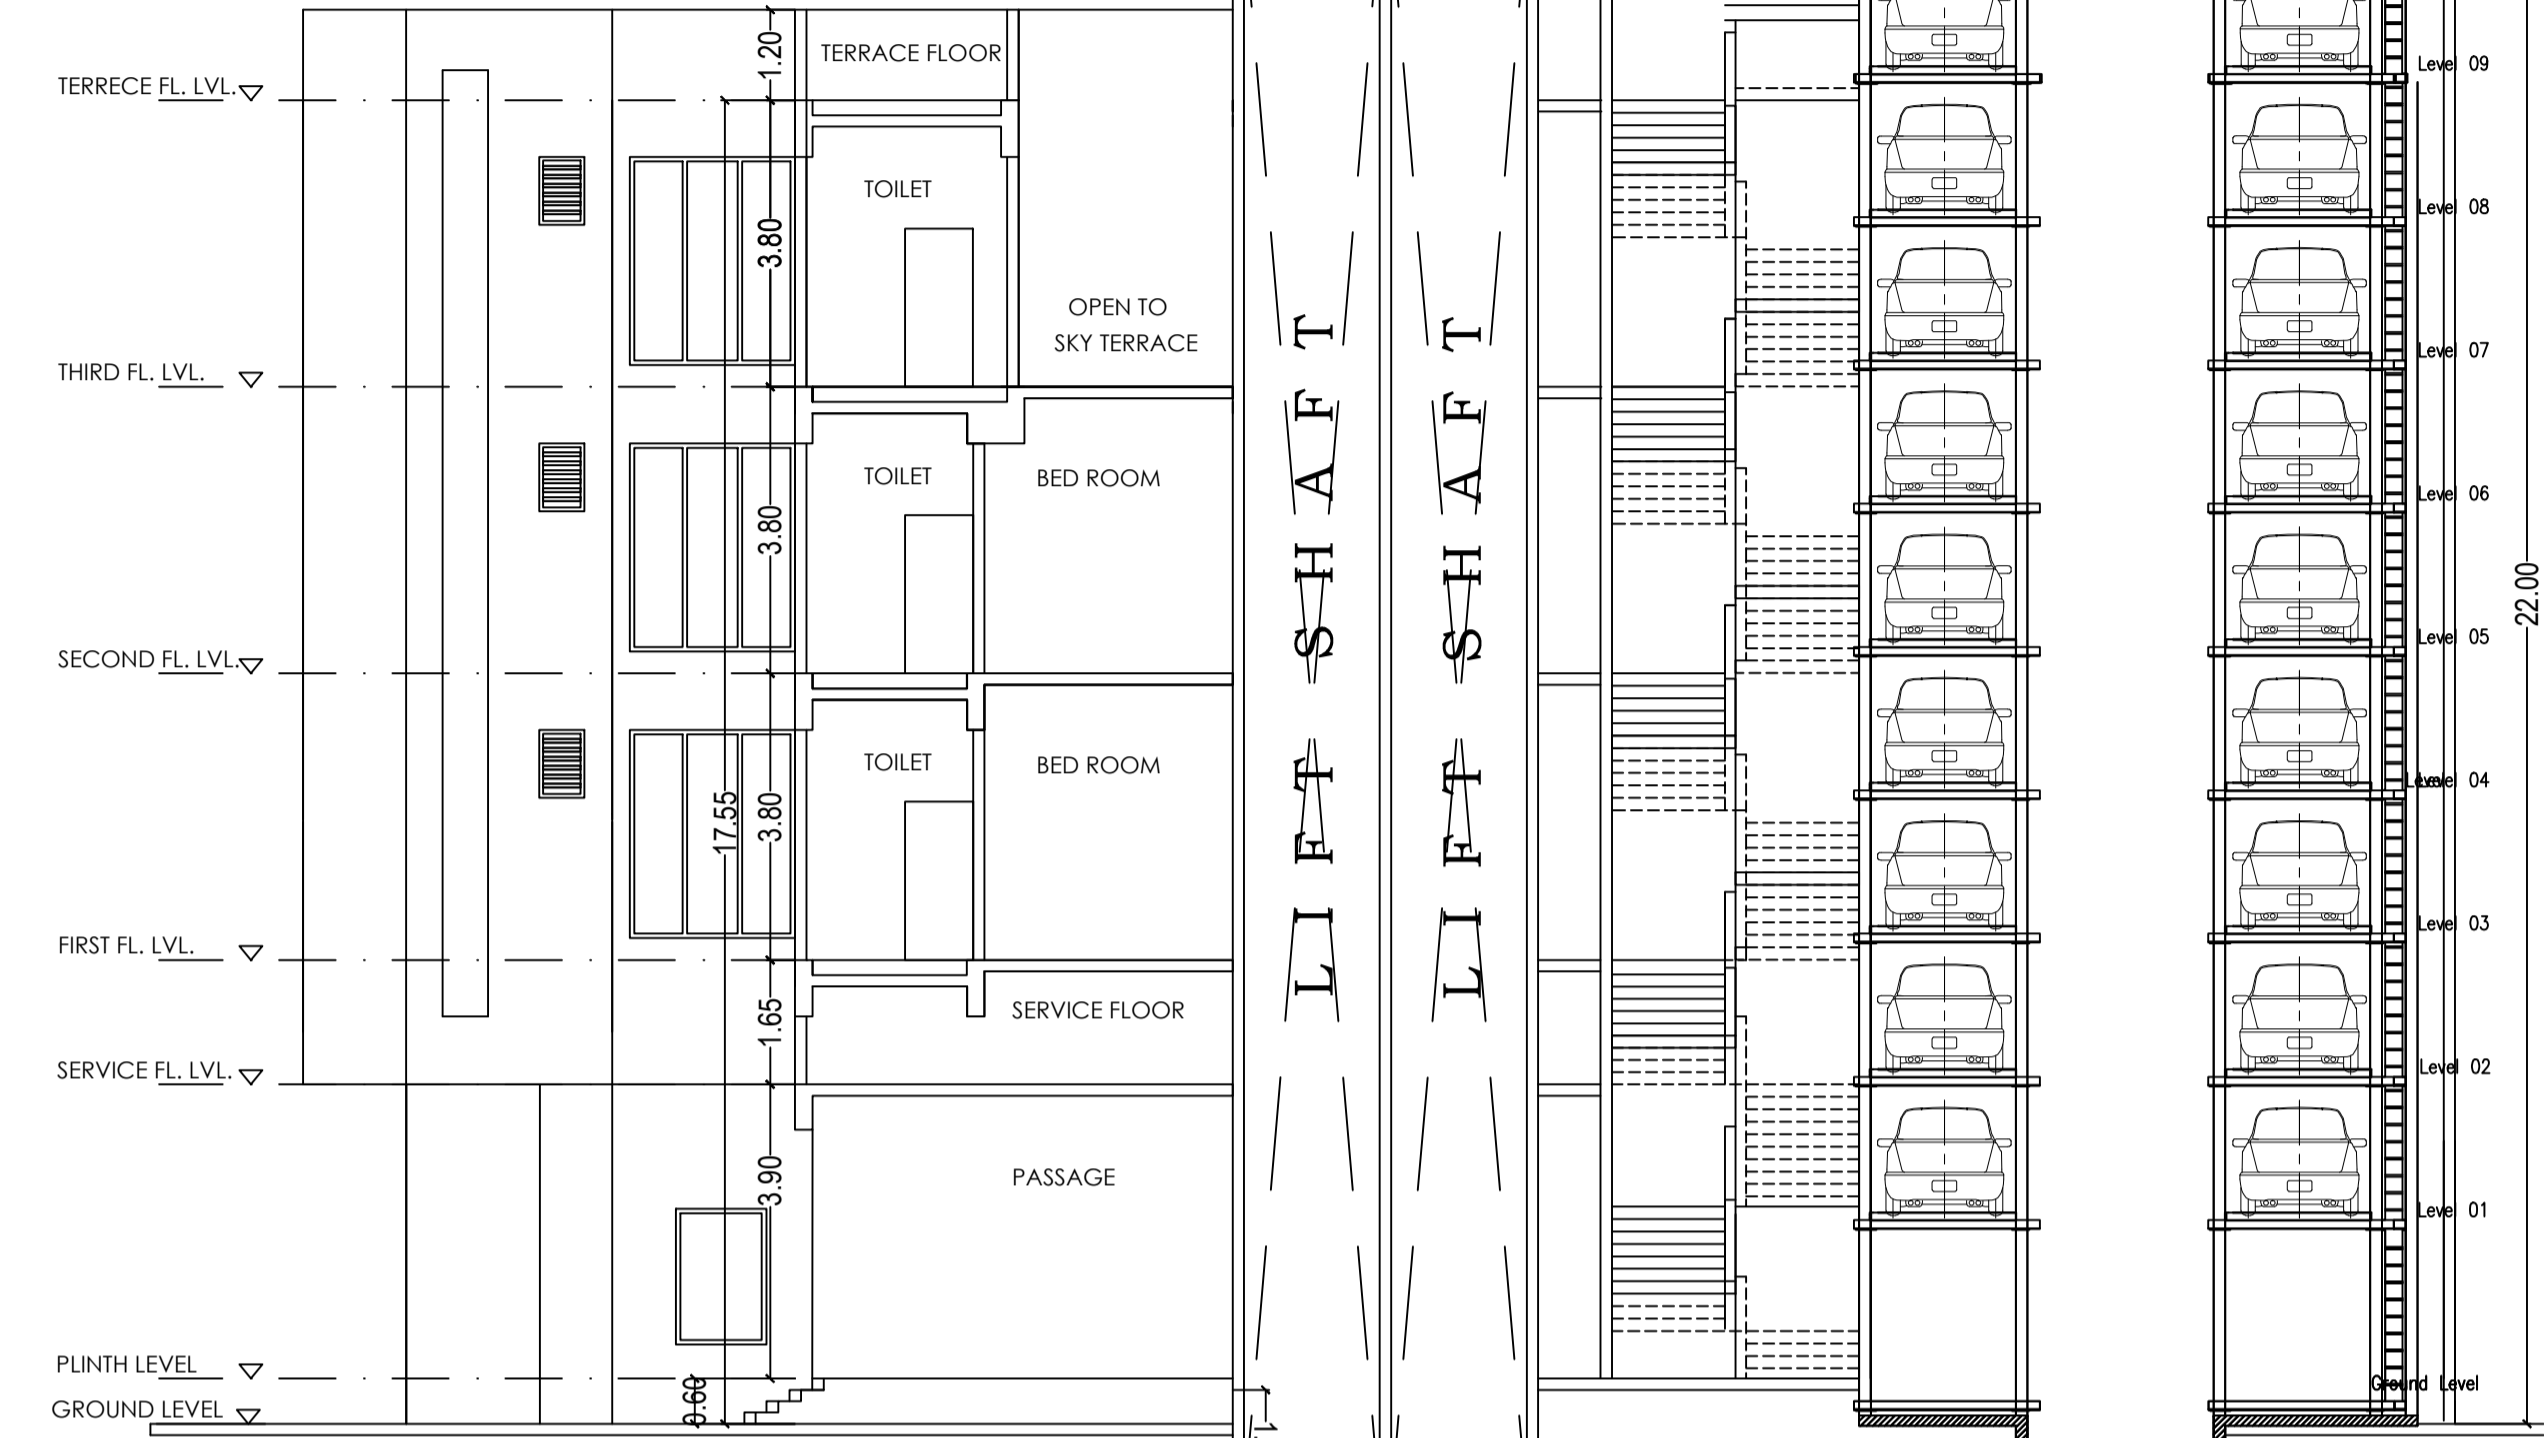 1.20
TERRACE FLOOR
Level 09
TERRECE FL. LVL.
TOILET
Level 08
3.80
OPEN TO
SKY TERRACE
Level 07
THIRD FL. LVL.
TOILET
BED ROOM
Level 06
3.80
22.00
Level 05
SECOND FL. LVL.
TOILET
BED ROOM
Level 04
17.55
3.80
LIFT SHAFT
LIFT SHAFT
Level 03
FIRST FL. LVL.
1.65
SERVICE FLOOR
Level 02
SERVICE FL. LVL.
3.90
PASSAGE
Level 01
PLINTH LEVEL
0.60
Ground Level
GROUND LEVEL